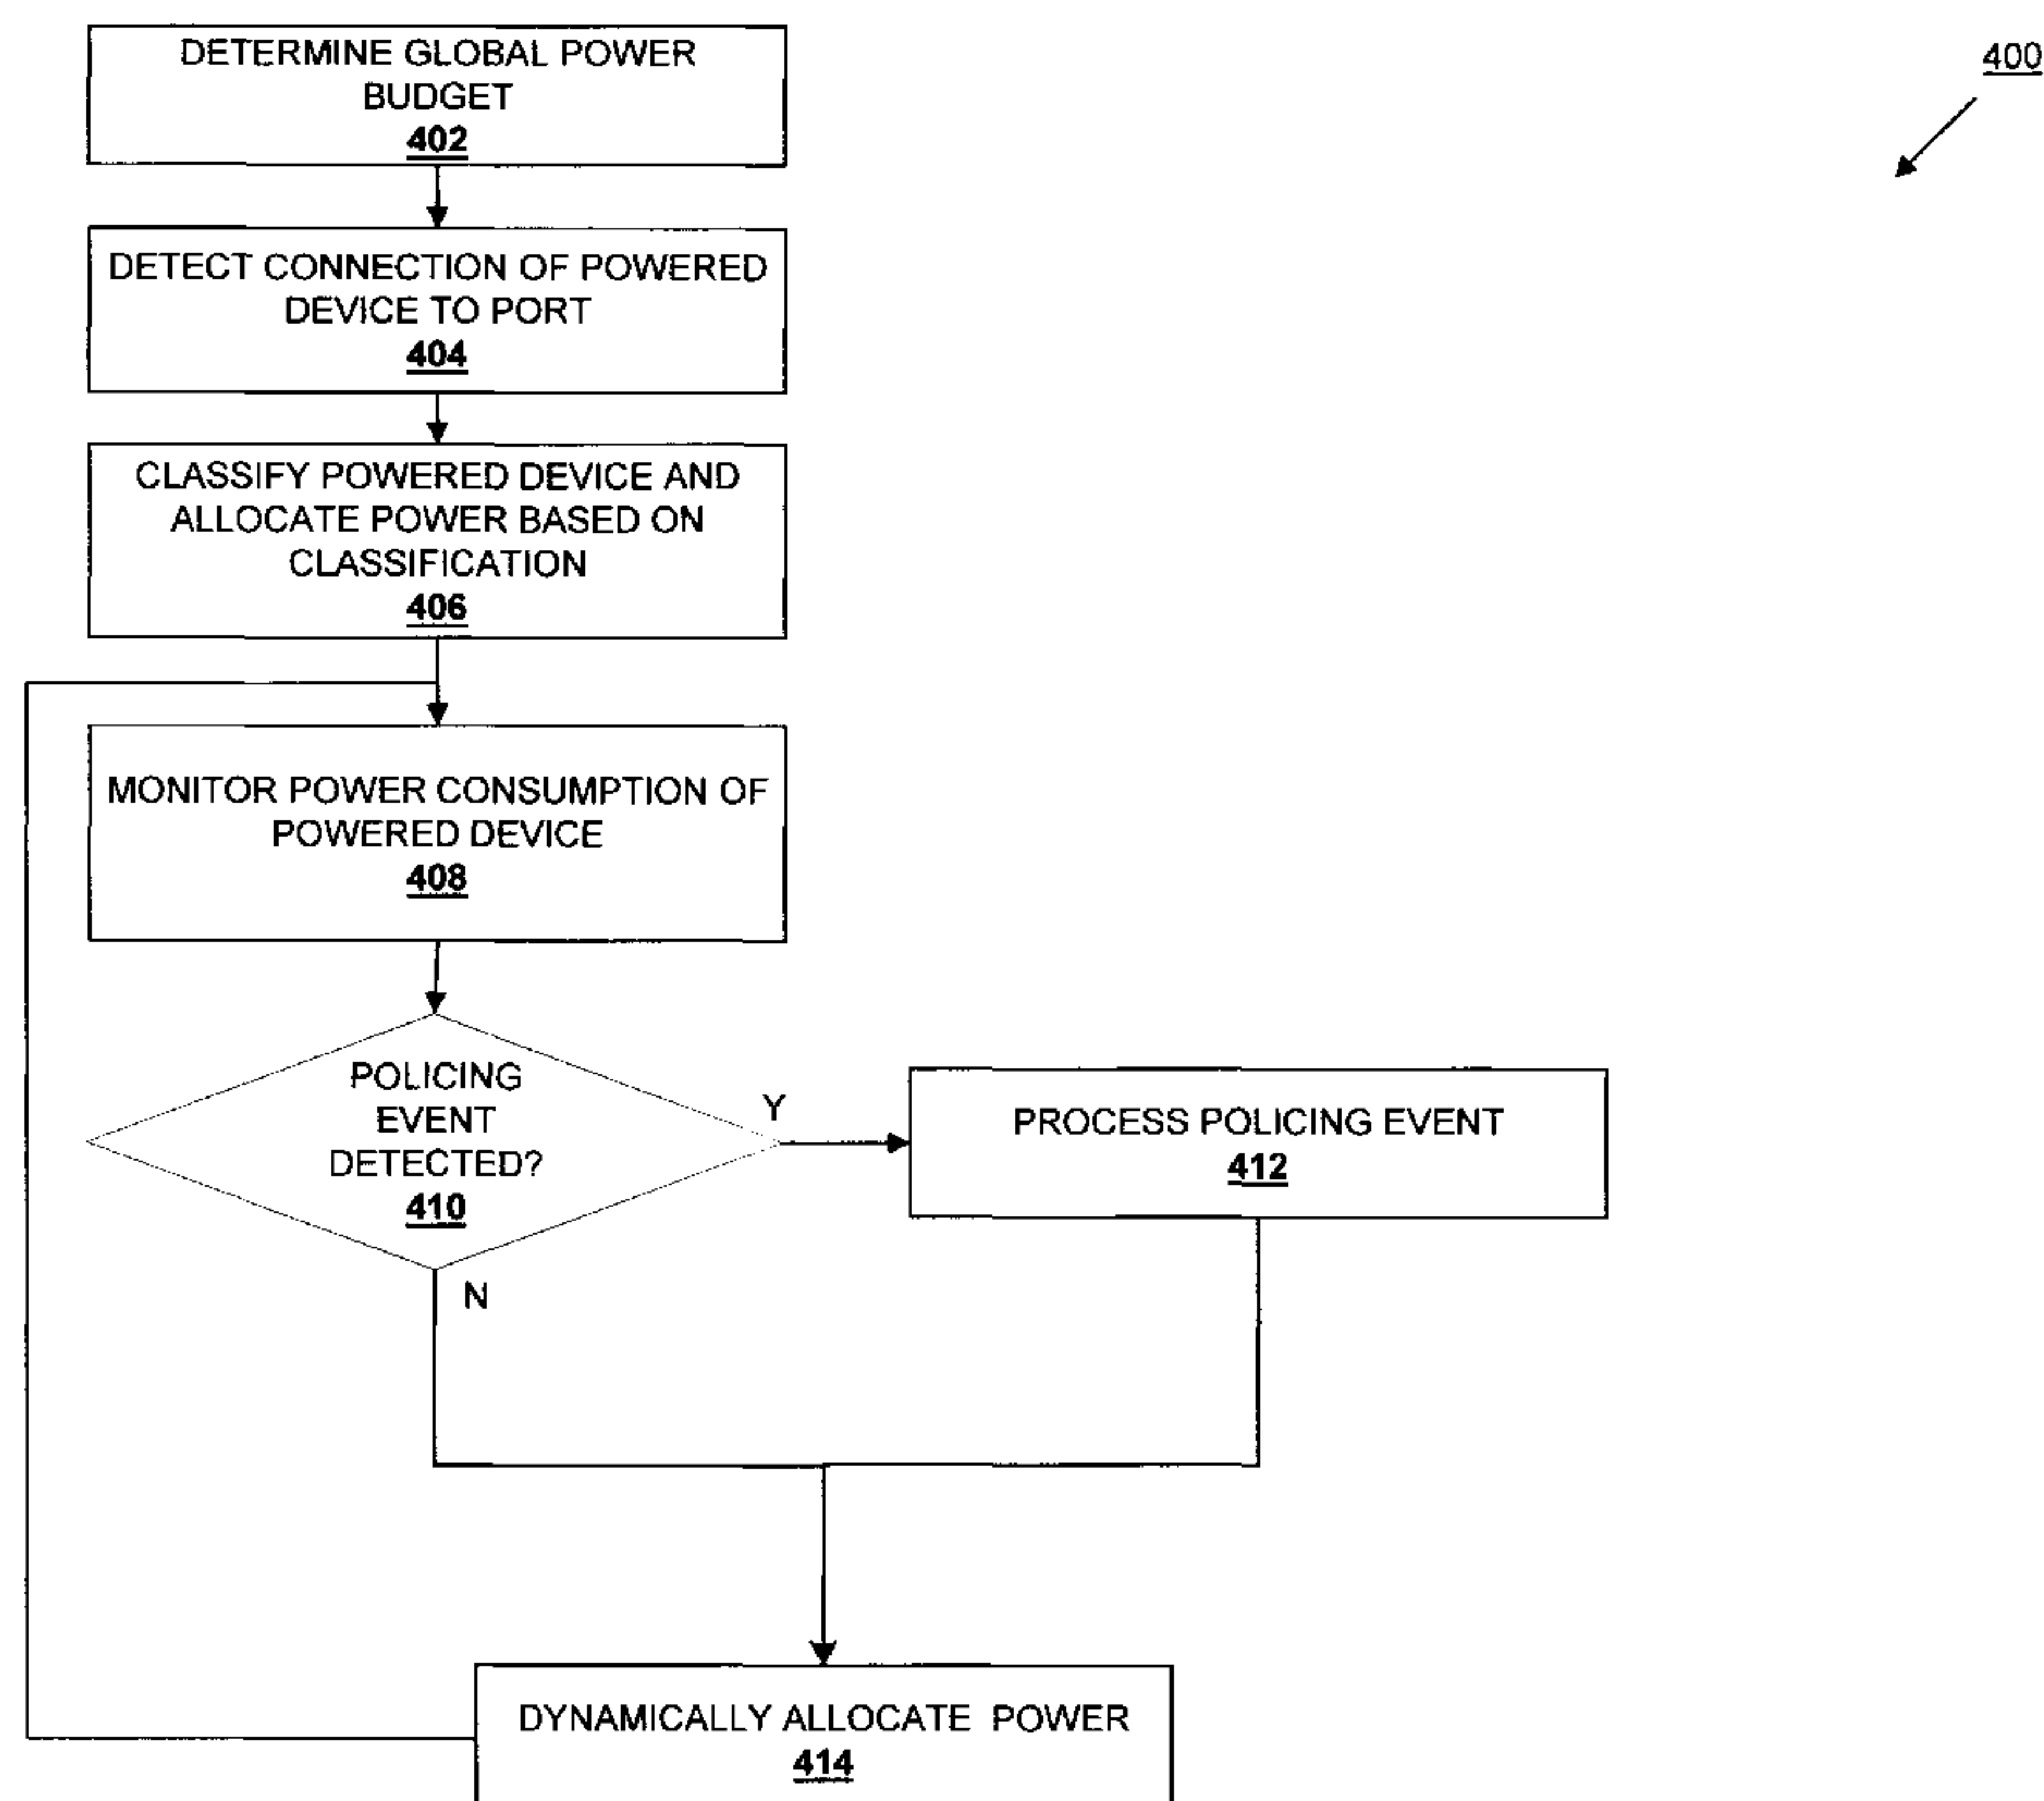 DETERMINE GLOBAL POWER
BUDGET
402
400
DETECT CONNECTION OF POWERED
DEVICE TO PORT
404
CLASSIFY POWERED DEVICE AND
ALLOCATE POWER BASED ON
CLASSIFICATION
406
MONITOR POWER CONSUMPTION OF
POWERED DEVICE
408
POLICING
EVENT
DETECTED?
410
Y
N
PROCESS POLICING EVENT
412
DYNAMICALLY ALLOCATE POWER
414